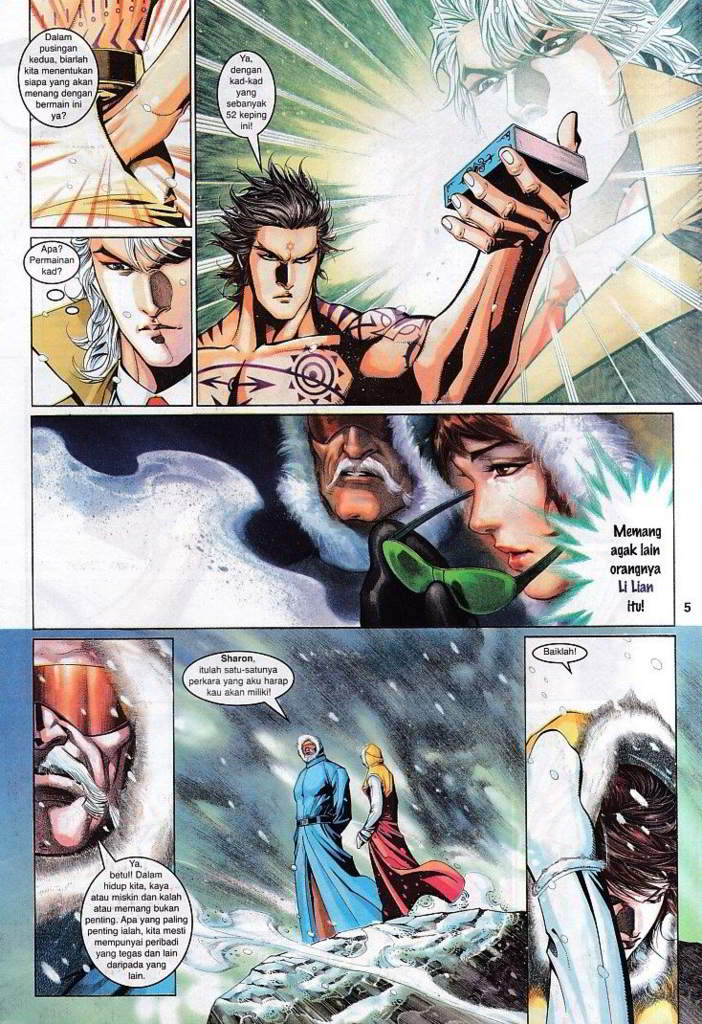 Dalam
pusingan
kedua, biarlah
kita menentukan
siapa yang akan
menang dengan
bermain ini
ya?
Ya,
dengan
kad-kad
yang
sebanyak
52 keping
ini!
Apa?
Permainan
kad?
Memang
agak lain
orangnya
Li Lian
itu!
5
Ya,
betul! Dalam
hidup kita, kaya
atau miskin dan kalah
atau memang bukan
penting. Apa yang paling
penting ialah, kita mesti
mempunyai peribadi
yang tegas dan lain
daripada yang
lain.
Sharon,
itulah satu-satunya
perkara yang aku harap
kau akan miliki!
Baiklah!